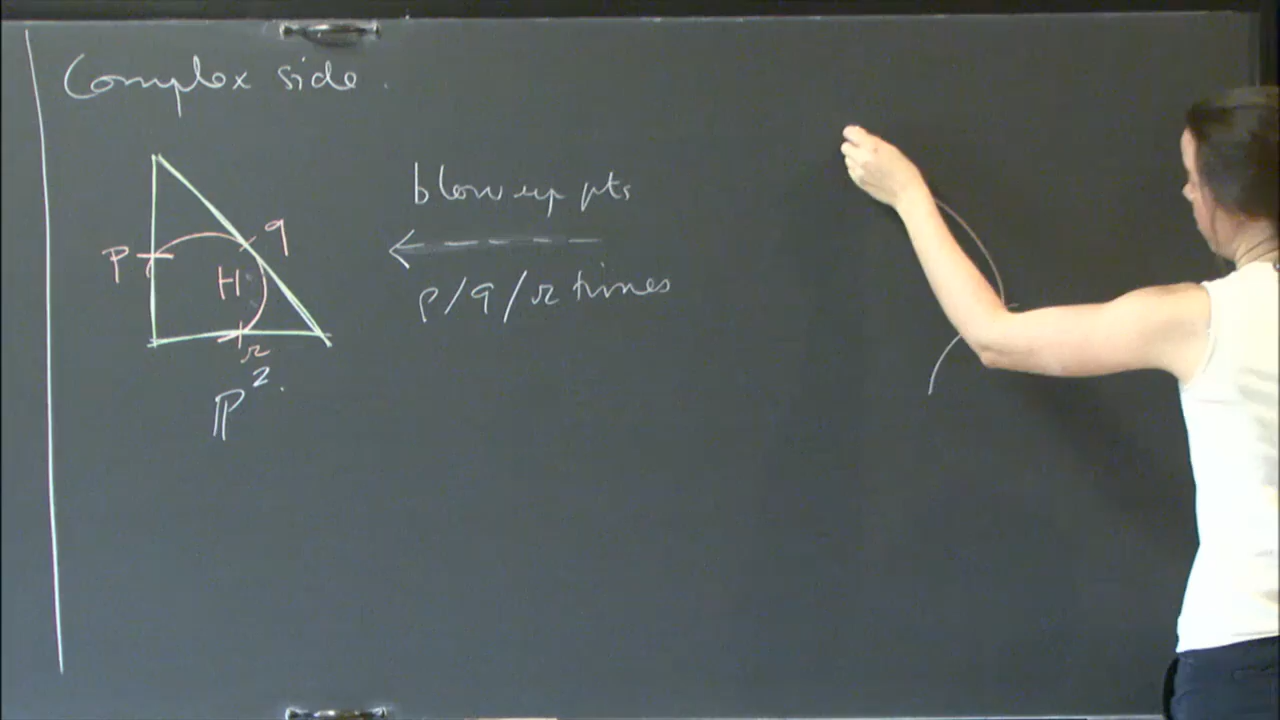 Complex side.
blow up pts
p/q/r times
p
q
H
r
ℙ².